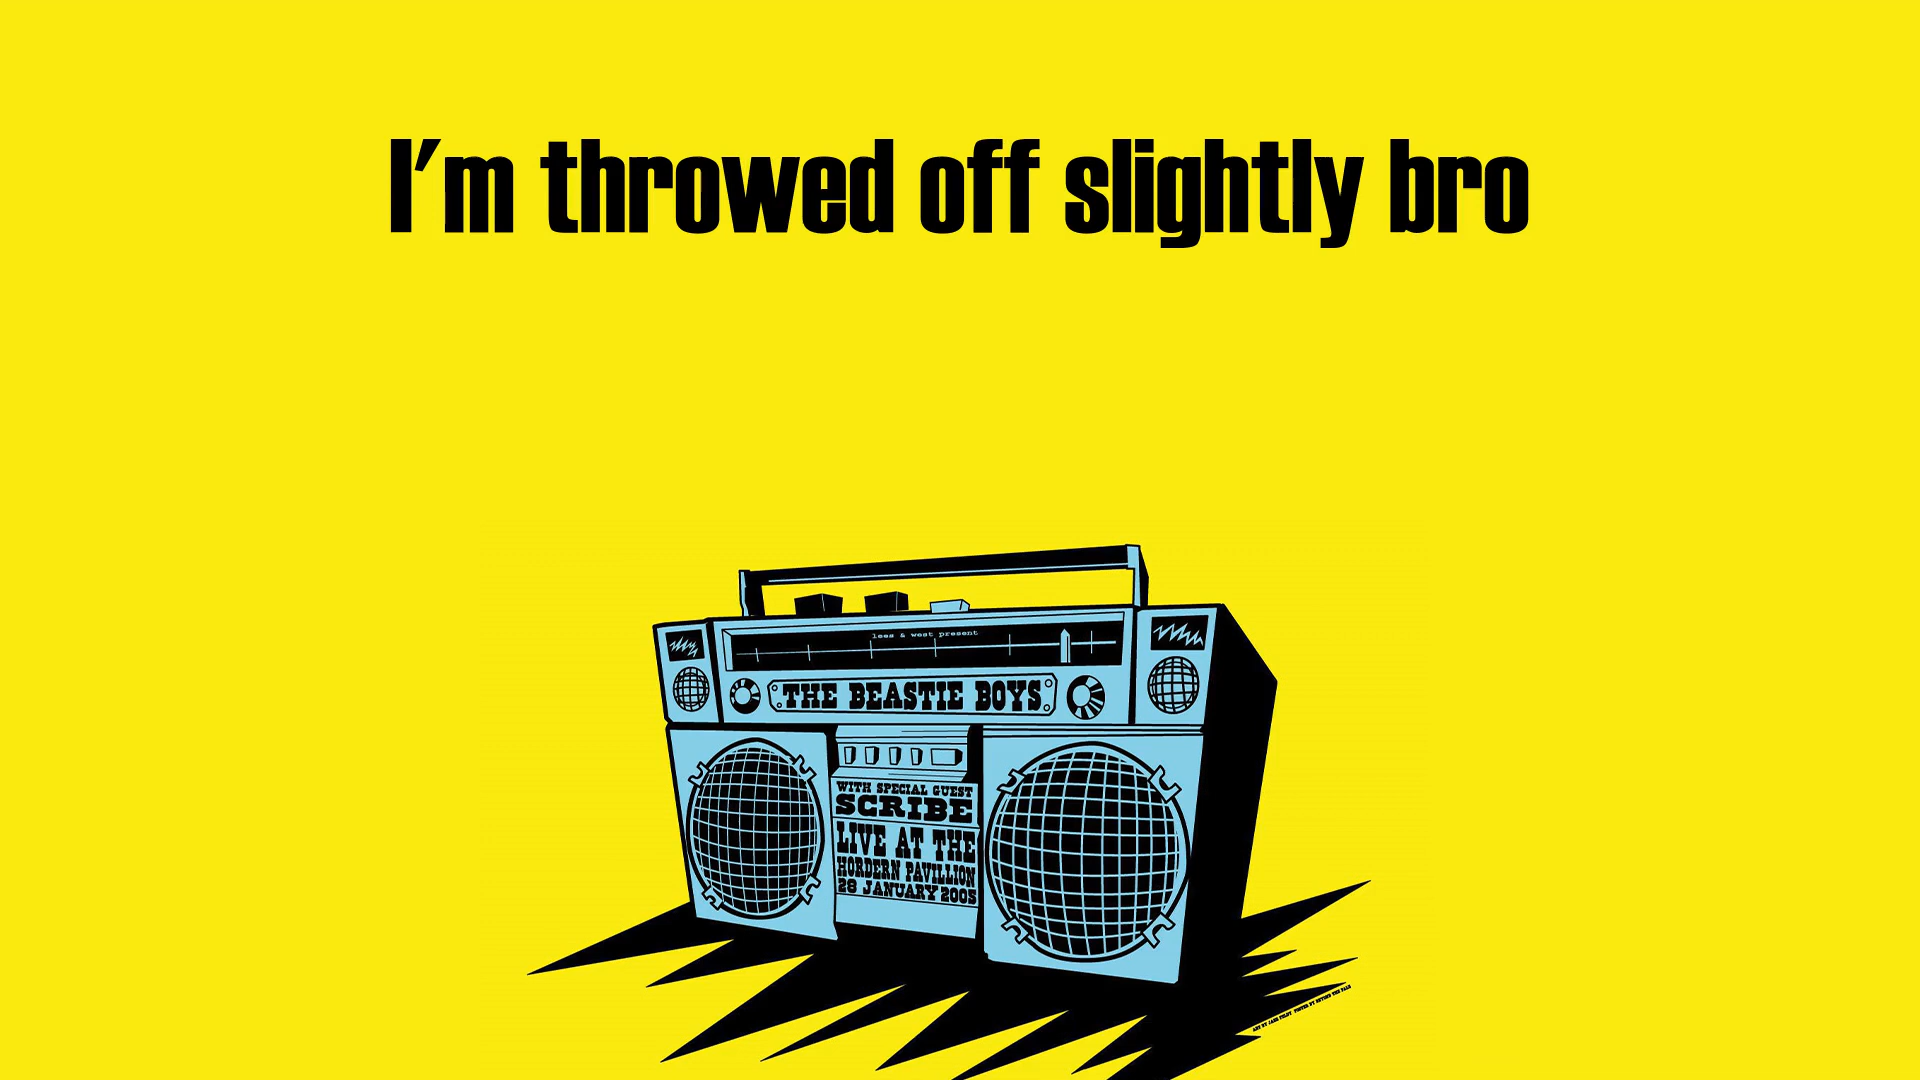 I'm throwed off slightly bro
lees & west present
THE BEASTIE BOYS
WITH SPECIAL GUEST
SCRIBE
LIVE AT THE
HORDERN PAVILLION
28 JANUARY 2005